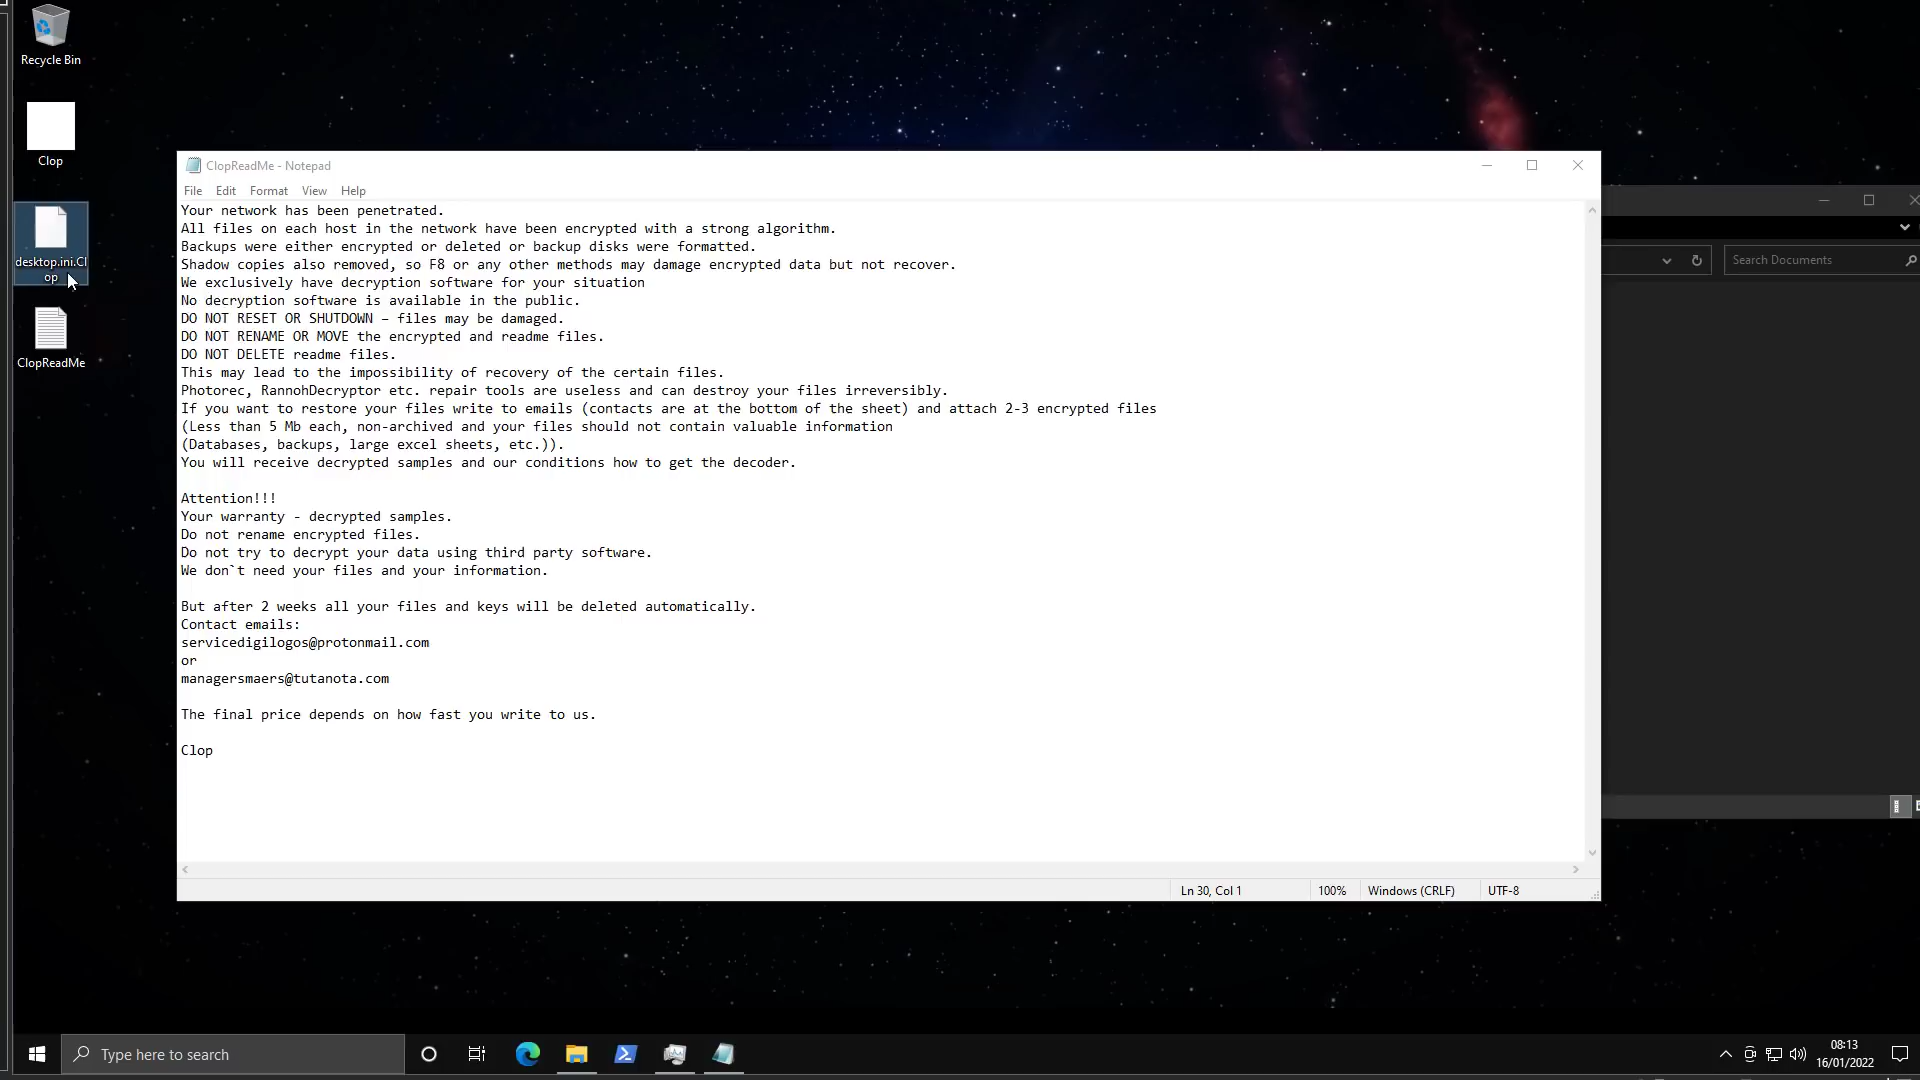 Recycle Bin
Clop
desktop.ini.Cl
op
ClopReadMe
ClopReadMe - Notepad
File Edit Format View Help
Your network has been penetrated.
All files on each host in the network have been encrypted with a strong algorithm.
Backups were either encrypted or deleted or backup disks were formatted.
Shadow copies also removed, so F8 or any other methods may damage encrypted data but not recover.
We exclusively have decryption software for your situation
No decryption software is available in the public.
DO NOT RESET OR SHUTDOWN – files may be damaged.
DO NOT RENAME OR MOVE the encrypted and readme files.
DO NOT DELETE readme files.
This may lead to the impossibility of recovery of the certain files.
Photorec, RannohDecryptor etc. repair tools are useless and can destroy your files irreversibly.
If you want to restore your files write to emails (contacts are at the bottom of the sheet) and attach 2-3 encrypted files
(Less than 5 Mb each, non-archived and your files should not contain valuable information
(Databases, backups, large excel sheets, etc.)).
You will receive decrypted samples and our conditions how to get the decoder.
Attention!!!
Your warranty - decrypted samples.
Do not rename encrypted files.
Do not try to decrypt your data using third party software.
We don`t need your files and your information.
But after 2 weeks all your files and keys will be deleted automatically.
Contact emails:
servicedigilogos@protonmail.com
or
managersmaers@tutanota.com
The final price depends on how fast you write to us.
Clop
Ln 30, Col 1 100% Windows (CRLF) UTF-8
Search Documents
Type here to search
08:13
16/01/2022